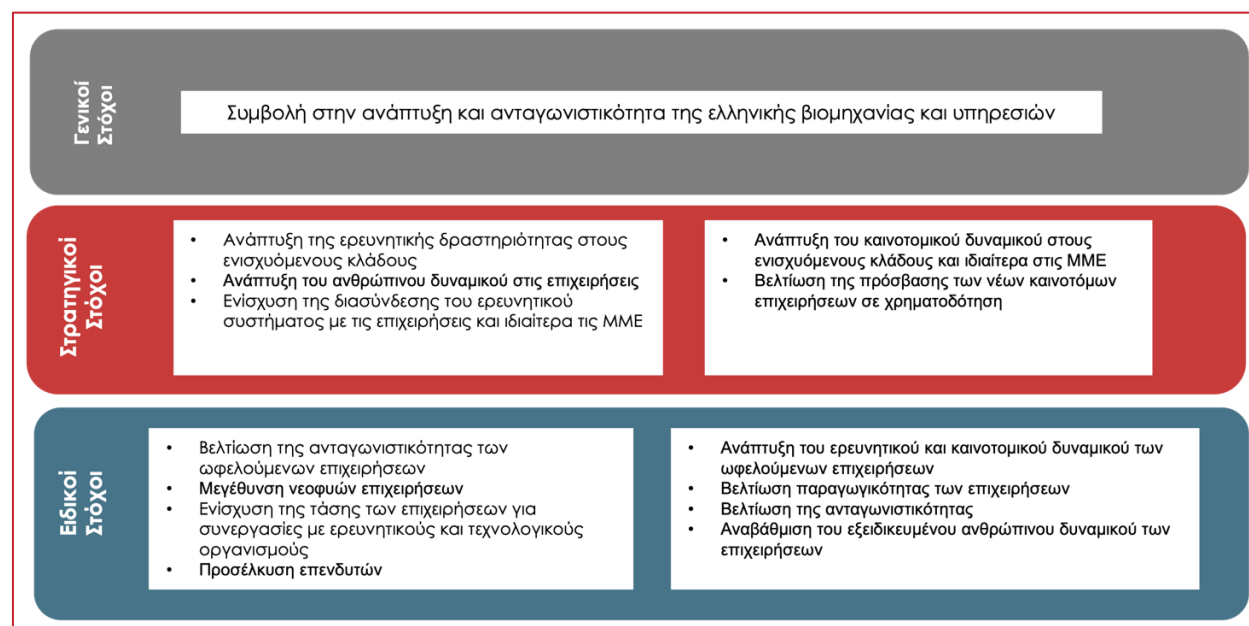 Γενικοί
Στόχοι
Συμβολή στην ανάπτυξη και ανταγωνιστικότητα της ελληνικής βιομηχανίας και υπηρεσιών
Στρατηγικοί
Στόχοι
• Ανάπτυξη της ερευνητικής δραστηριότητας στους
ενισχυόμενους κλάδους
• Ανάπτυξη του ανθρώπινου δυναμικού στις επιχειρήσεις
• Ενίσχυση της διασύνδεσης του ερευνητικού
συστήματος με τις επιχειρήσεις και ιδιαίτερα τις ΜΜΕ
• Ανάπτυξη του καινοτομικού δυναμικού στους
ενισχυόμενους κλάδους και ιδιαίτερα στις ΜΜΕ
• Βελτίωση της πρόσβασης των νέων καινοτόμων
επιχειρήσεων σε χρηματοδότηση
Ειδικοί
Στόχοι
• Βελτίωση της ανταγωνιστικότητας των
ωφελούμενων επιχειρήσεων
• Μεγέθυνση νεοφυών επιχειρήσεων
• Ενίσχυση της τάσης των επιχειρήσεων για
συνεργασίες με ερευνητικούς και τεχνολογικούς
οργανισμούς
• Προσέλκυση επενδυτών
• Ανάπτυξη του ερευνητικού και καινοτομικού δυναμικού των
ωφελούμενων επιχειρήσεων
• Βελτίωση παραγωγικότητας των επιχειρήσεων
• Βελτίωση της ανταγωνιστικότητας
• Αναβάθμιση του εξειδικευμένου ανθρώπινου δυναμικού των
επιχειρήσεων